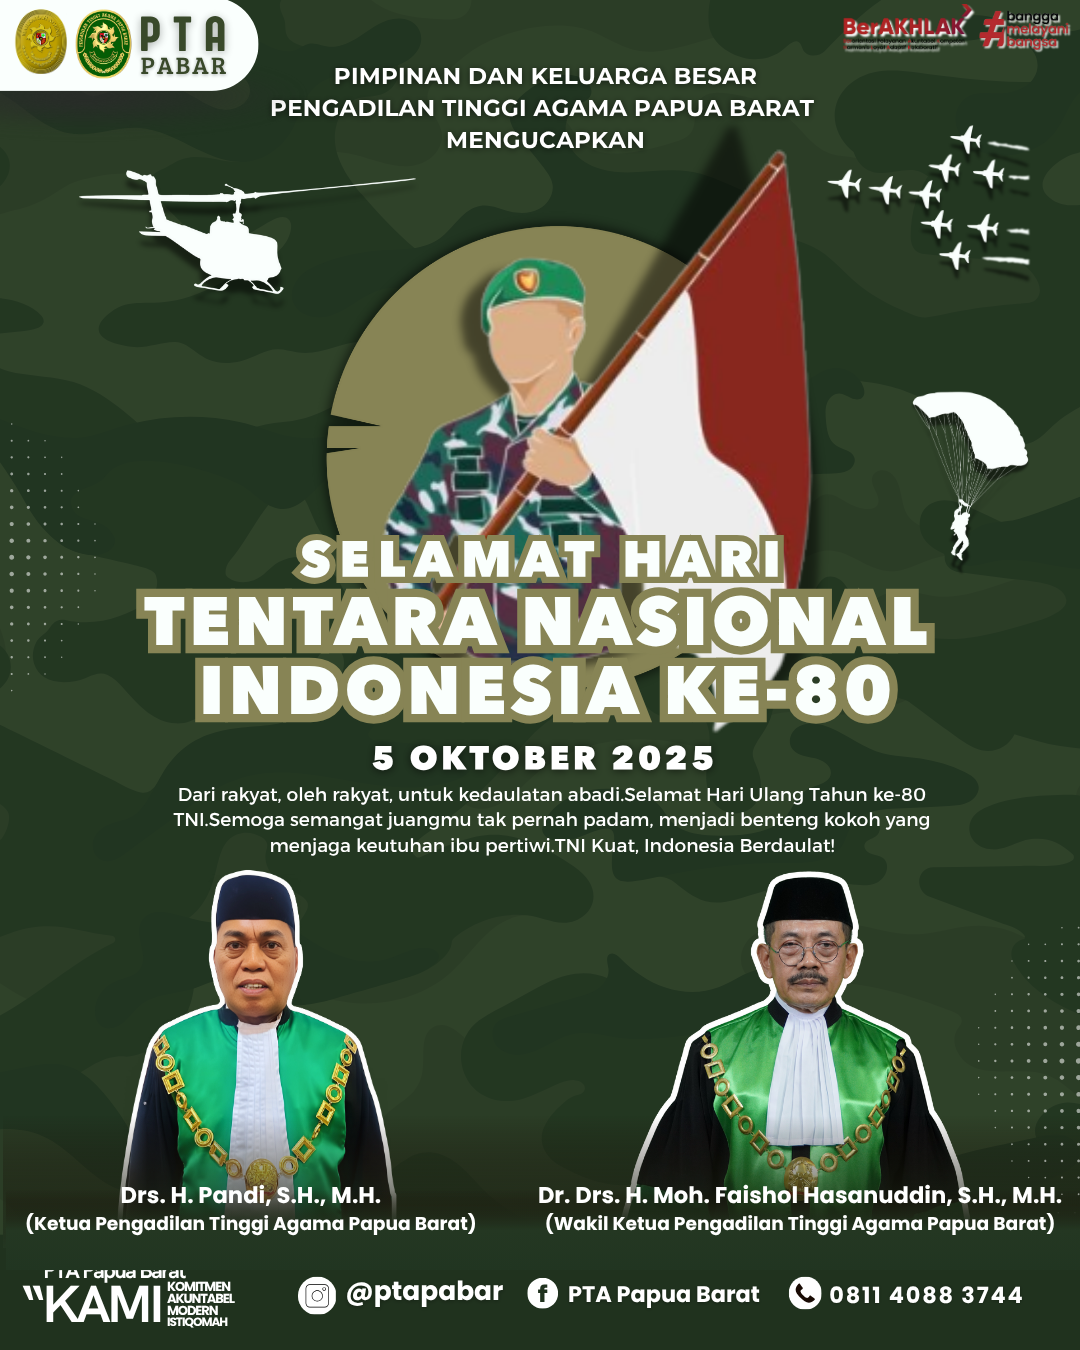 PTA
PABAR
BerAKHLAK
#bangga
melayani
bangsa
PIMPINAN DAN KELUARGA BESAR
PENGADILAN TINGGI AGAMA PAPUA BARAT
MENGUCAPKAN
SELAMAT HARI
TENTARA NASIONAL
INDONESIA KE-80
5 OKTOBER 2025
Dari rakyat, oleh rakyat, untuk kedaulatan abadi.Selamat Hari Ulang Tahun ke-80
TNI.Semoga semangat juangmu tak pernah padam, menjadi benteng kokoh yang
menjaga keutuhan ibu pertiwi.TNI Kuat, Indonesia Berdaulat!
Drs. H. Pandi, S.H., M.H.
(Ketua Pengadilan Tinggi Agama Papua Barat)
Dr. Drs. H. Moh. Faishol Hasanuddin, S.H., M.H.
(Wakil Ketua Pengadilan Tinggi Agama Papua Barat)
PTA Papua Barat
"KAMI
KOMITMEN
AKUNTABEL
MODERN
ISTIQOMAH
@ptapabar
PTA Papua Barat
0811 4088 3744